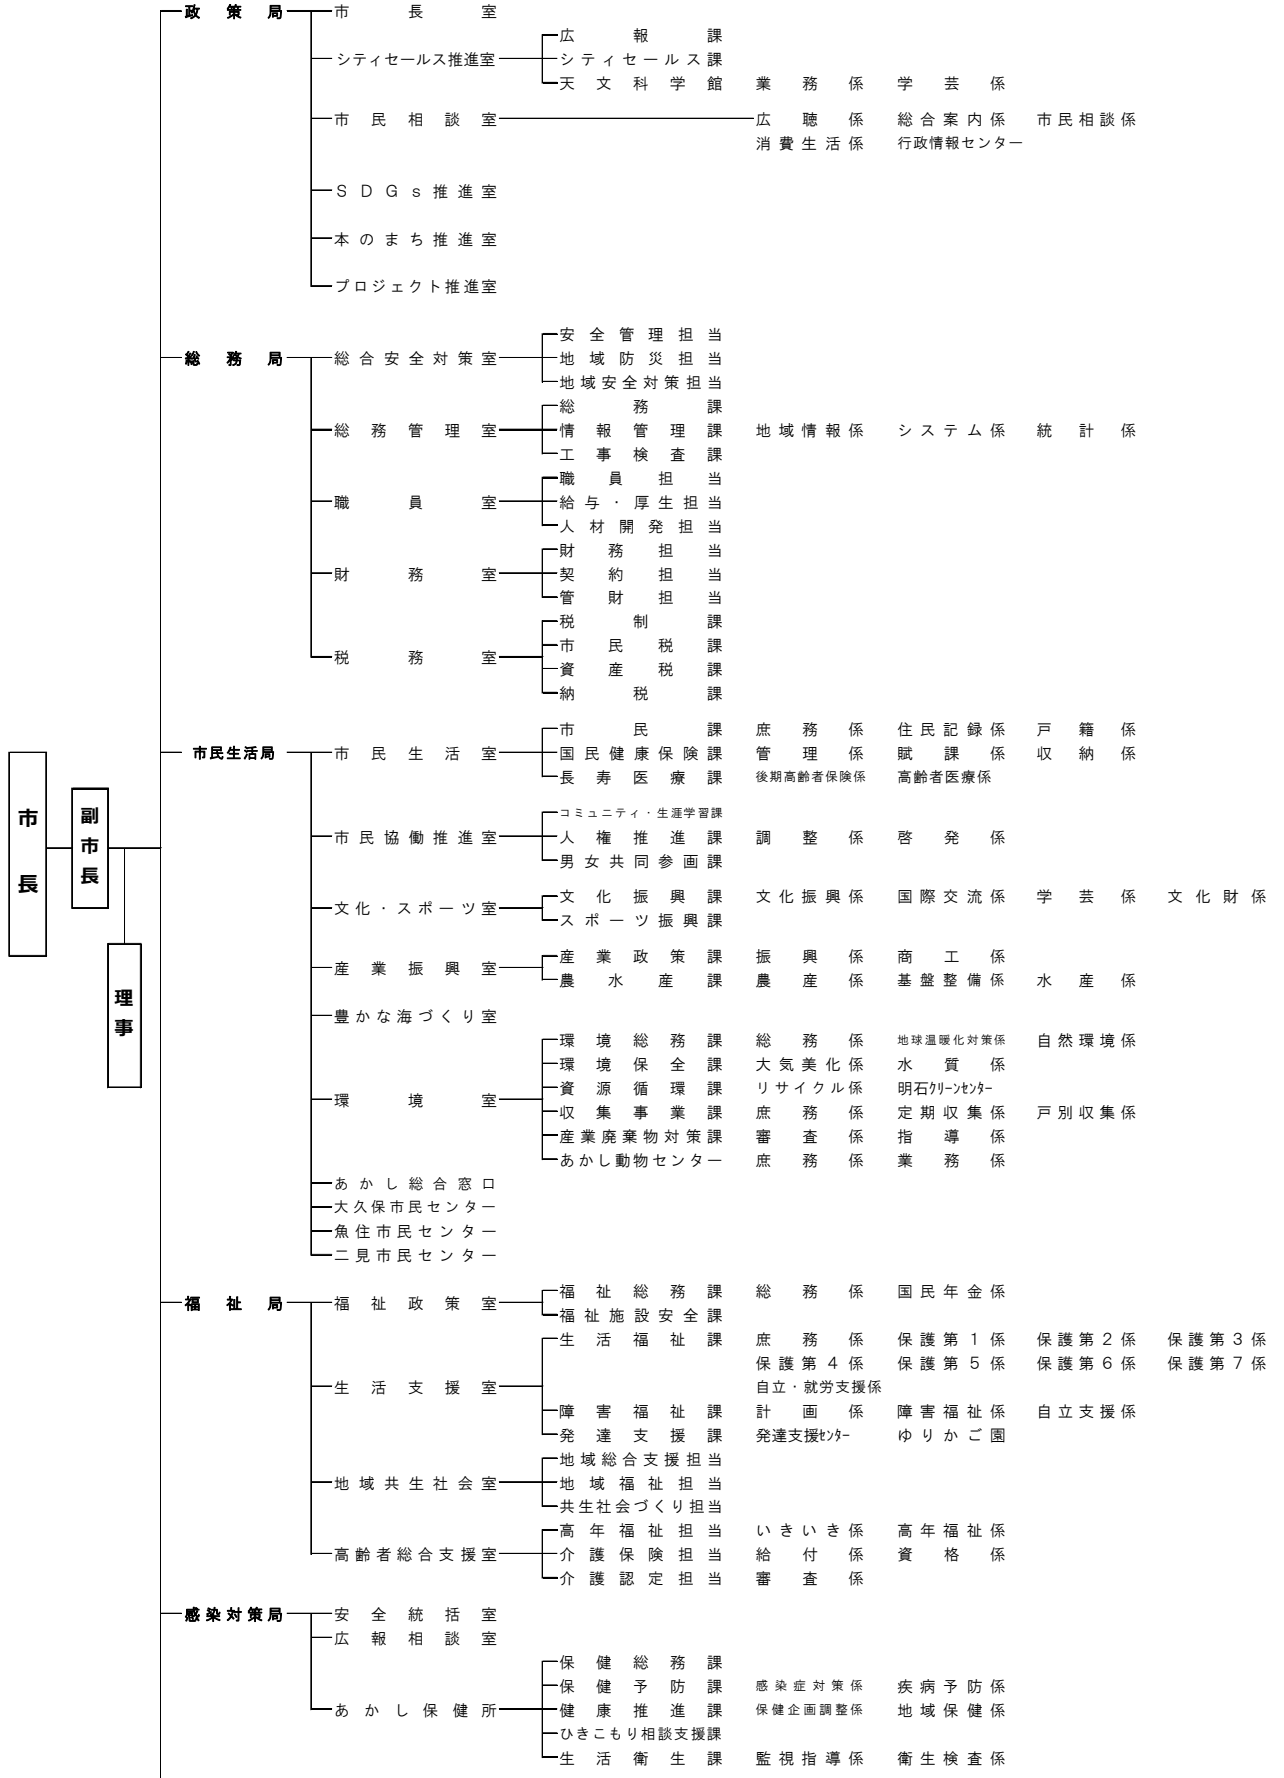 政策局 市長室
広報課
シティセールス推進室 シティセールス課
天文科学館 業務係 学芸係
市民相談室 広聴係 総合案内係 市民相談係
消費生活係 行政情報センター
ＳＤＧｓ推進室
本のまち推進室
プロジェクト推進室
安全管理担当
総務局 総合安全対策室 地域防災担当
地域安全対策担当
総務課
総務管理室 情報管理課 地域情報係 システム係 統計係
工事検査課
職員担当
職員室 給与・厚生担当
人材開発担当
財務担当
財務室 契約担当
管財担当
税制課
市民税課
税務室
資産税課
納税課
市民課 庶務係 住民記録係 戸籍係
市民生活局 市民生活室 国民健康保険課 管理係 賦課係 収納係
長寿医療課 後期高齢者保険係 高齢者医療係
市長
副市長
理事
コミュニティ・生涯学習課
市民協働推進室 人権推進課 調整係 啓発係
男女共同参画課
文化・スポーツ室 文化振興課 文化振興係 国際交流係 学芸係 文化財係
スポーツ振興課
産業振興室 産業政策課 振興係 商工係
農水産課 農産係 基盤整備係 水産係
豊かな海づくり室
環境総務課 総務係 地球温暖化対策係 自然環境係
環境保全課 大気美化係 水質係
資源循環課 リサイクル係 明石ｸﾘｰﾝｾﾝﾀｰ
環境室 収集事業課 庶務係 定期収集係 戸別収集係
産業廃棄物対策課 審査係 指導係
あかし動物センター 庶務係 業務係
あかし総合窓口
大久保市民センター
魚住市民センター
二見市民センター
福祉局 福祉政策室 福祉総務課 総務係 国民年金係
福祉施設安全課
生活福祉課 庶務係 保護第１係 保護第２係 保護第３係
保護第４係 保護第５係 保護第６係 保護第７係
生活支援室 自立・就労支援係
障害福祉課 計画係 障害福祉係 自立支援係
発達支援課 発達支援ｾﾝﾀｰ ゆりかご園
地域総合支援担当
地域共生社会室 地域福祉担当
共生社会づくり担当
高年福祉担当 いきいき係 高年福祉係
高齢者総合支援室 介護保険担当 給付係 資格係
介護認定担当 審査係
感染対策局 安全統括室
広報相談室
保健総務課
保健予防課 感染症対策係 疾病予防係
あかし保健所 健康推進課 保健企画調整係 地域保健係
ひきこもり相談支援課
生活衛生課 監視指導係 衛生検査係